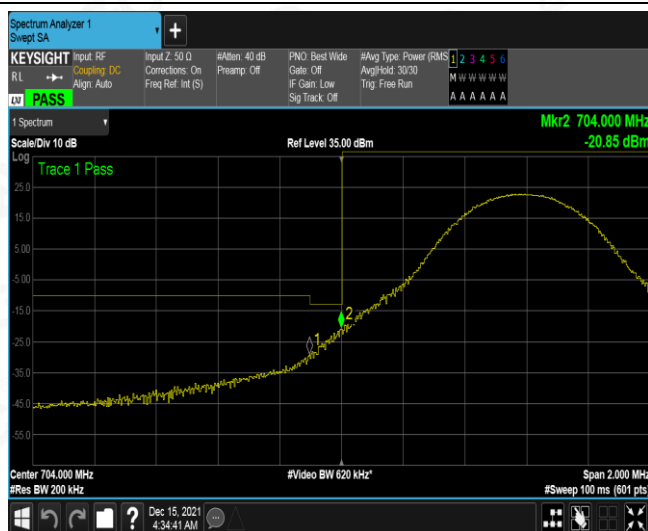 Spectrum Analyzer 1
Swept SA
KEYSIGHT
RL
LXI PASS
Input: RF
Coupling: DC
Align: Auto
Input Z: 50 Ω
Corrections: On
Freq Ref: Int (S)
#Atten: 40 dB
Preamp: Off
PNO: Best Wide
Gate: Off
IF Gain: Low
Sig Track: Off
#Avg Type: Power (RMS
Avg|Hold: 30/30
Trig: Free Run
1 2 3 4 5 6
M W W W W W
A A A A A A
1 Spectrum
Scale/Div 10 dB
Ref Level 35.00 dBm
Mkr2 704.000 MHz
-20.85 dBm
Log
Trace 1 Pass
25.0
15.0
5.00
-5.00
-15.0
-25.0
-35.0
-45.0
-55.0
1
2
Center 704.000 MHz
#Res BW 200 kHz
#Video BW 620 kHz*
Span 2.000 MHz
#Sweep 100 ms (601 pts)
?
Dec 15, 2021
4:34:41 AM